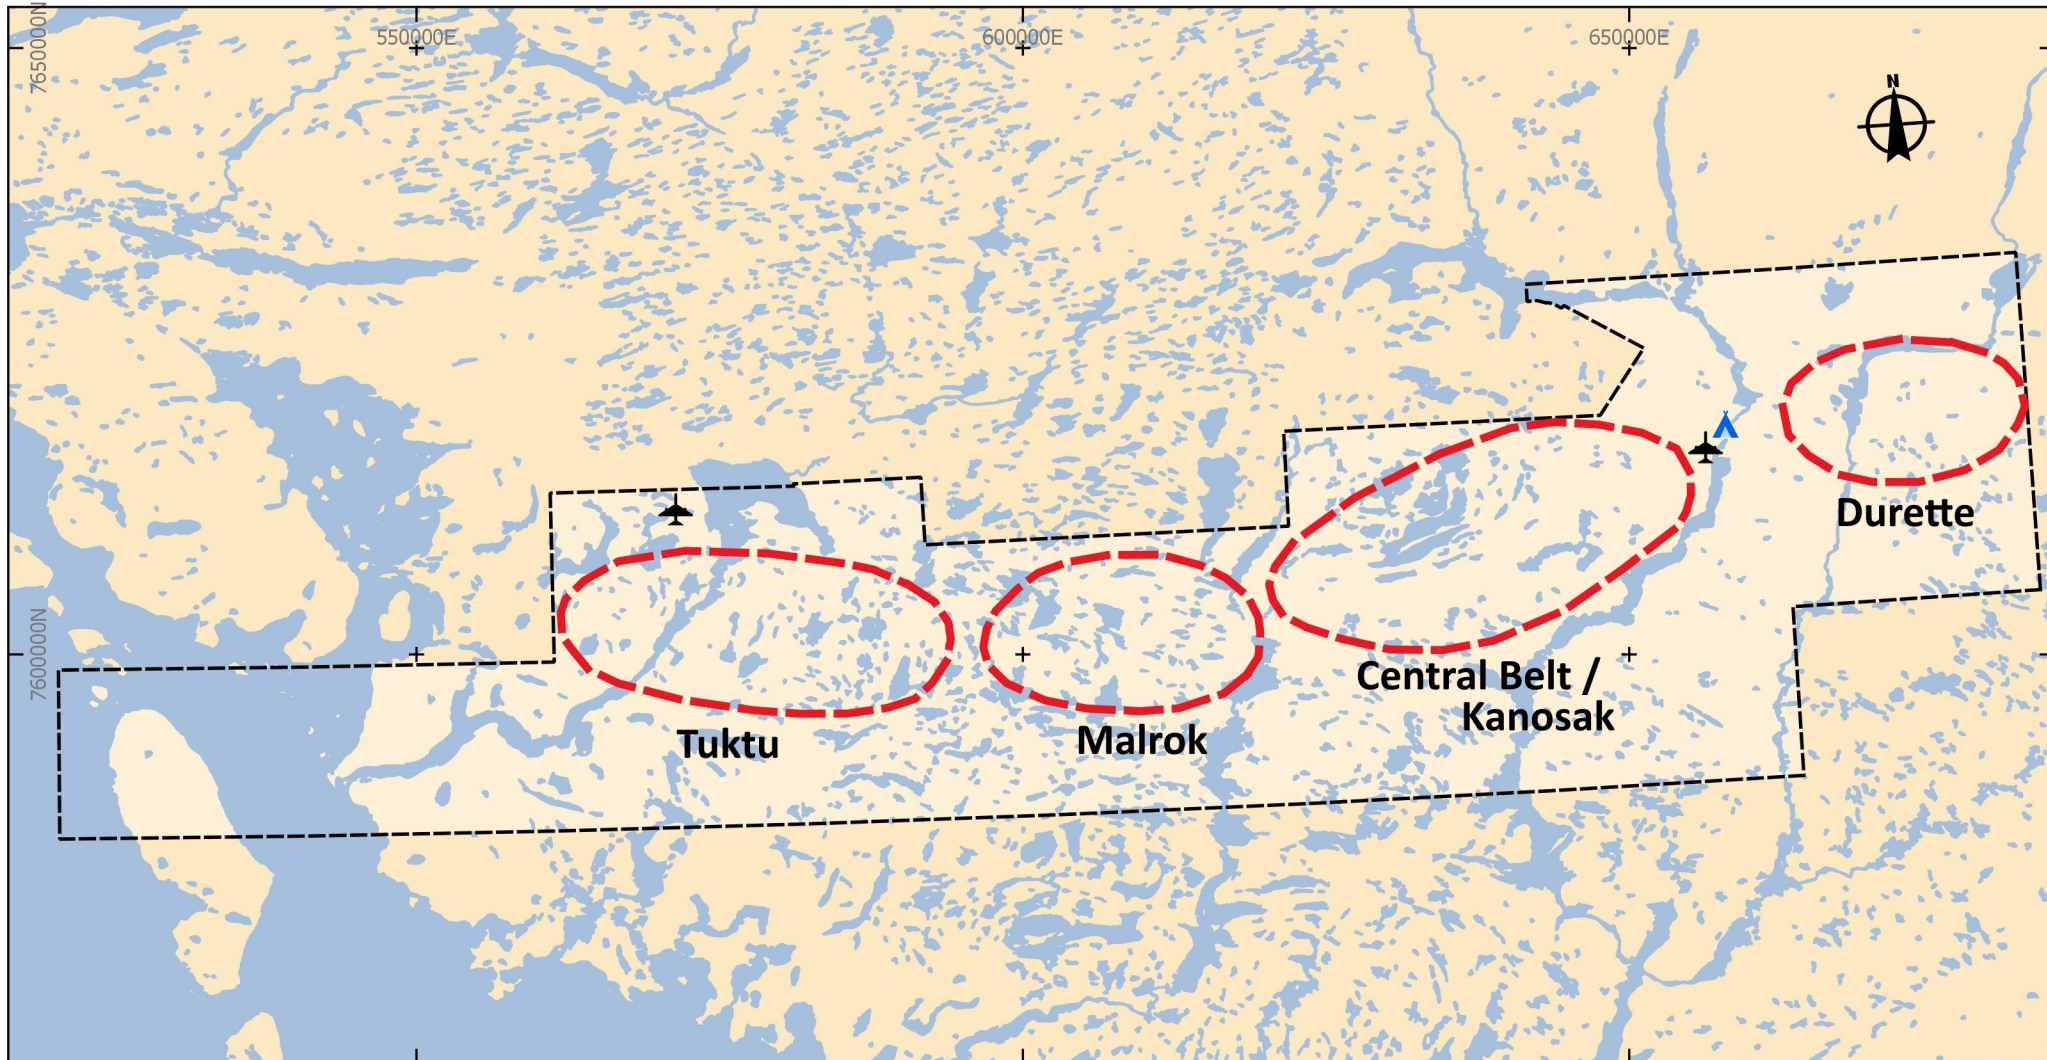 550000E
600000E
650000E
7650000N
N
Durette
7600000N
Central Belt /
Kanosak
Tuktu
Malrok